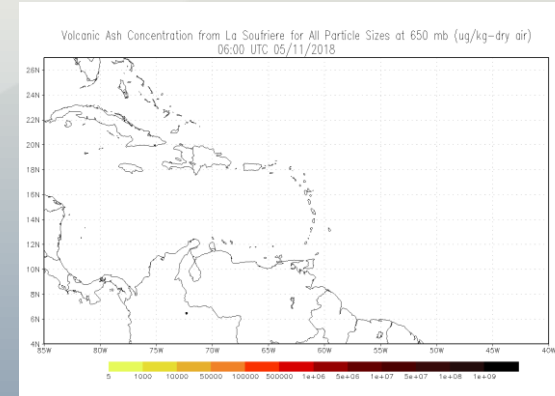 Volcanic Ash Concentration from La Soufriere for All Particle Sizes at 650 mb (ug/kg-dry air)
06:00 UTC 05/11/2018
26N
24N
22N
20N
18N
16N
14N
12N
10N
8N
6N
4N
85W 80W 75W 70W 65W 60W 55W 50W 45W 40W
5 1000 10000 50000 100000 500000 1e+06 5e+06 1e+07 5e+07 1e+08 1e+09